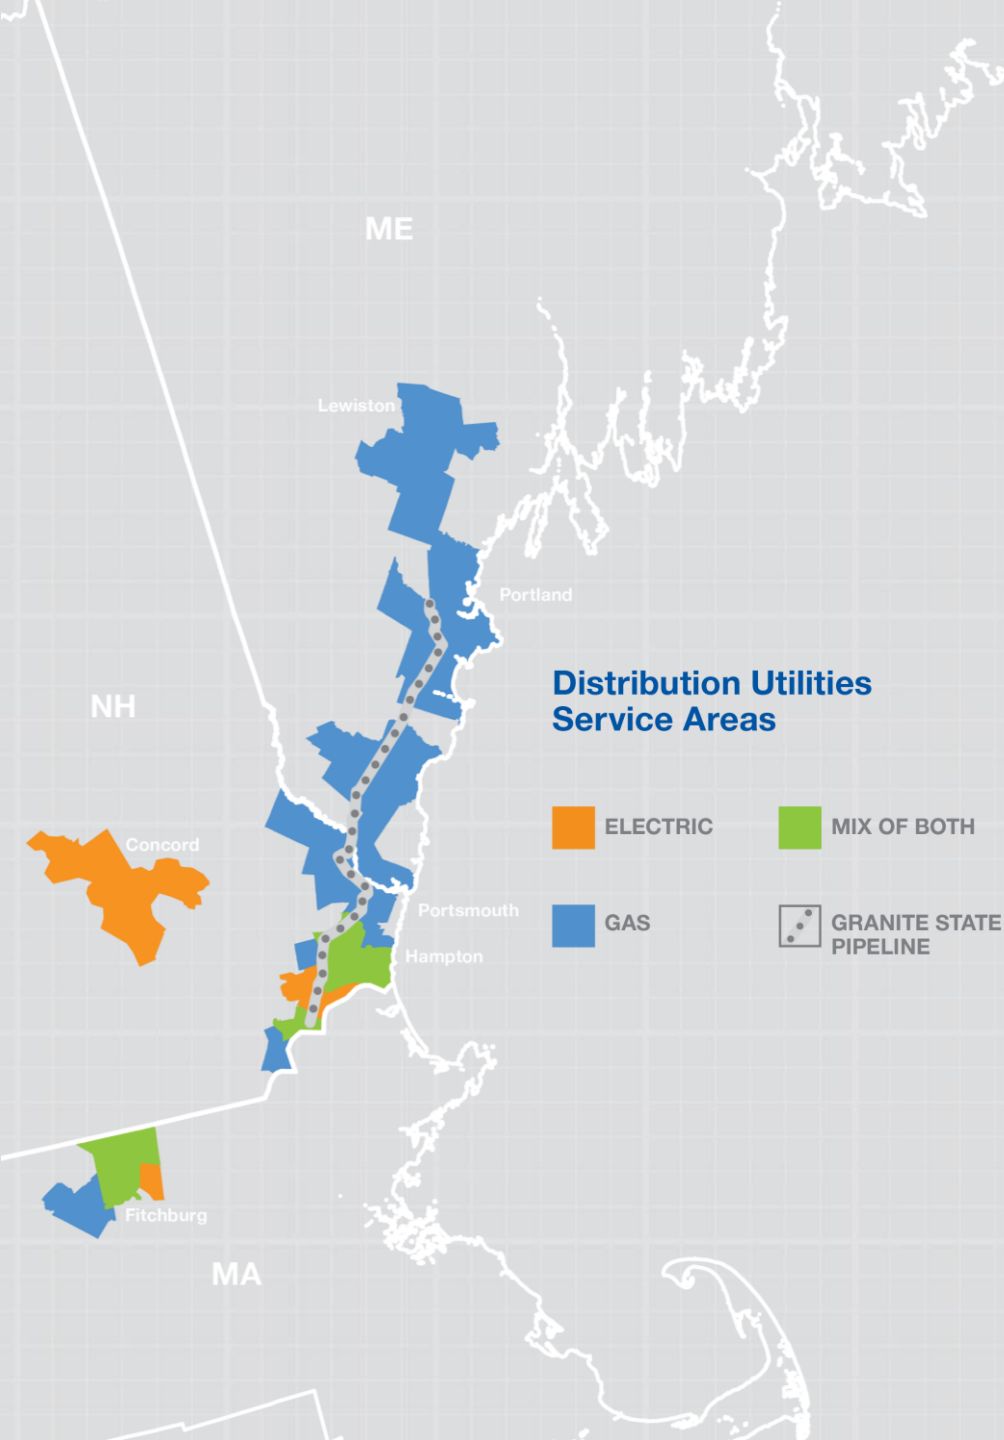 ME
Lewiston
Portland
Distribution Utilities
Service Areas
NH
ELECTRIC
MIX OF BOTH
Concord
Portsmouth
GAS
GRANITE STATE
PIPELINE
Hampton
Fitchburg
MA